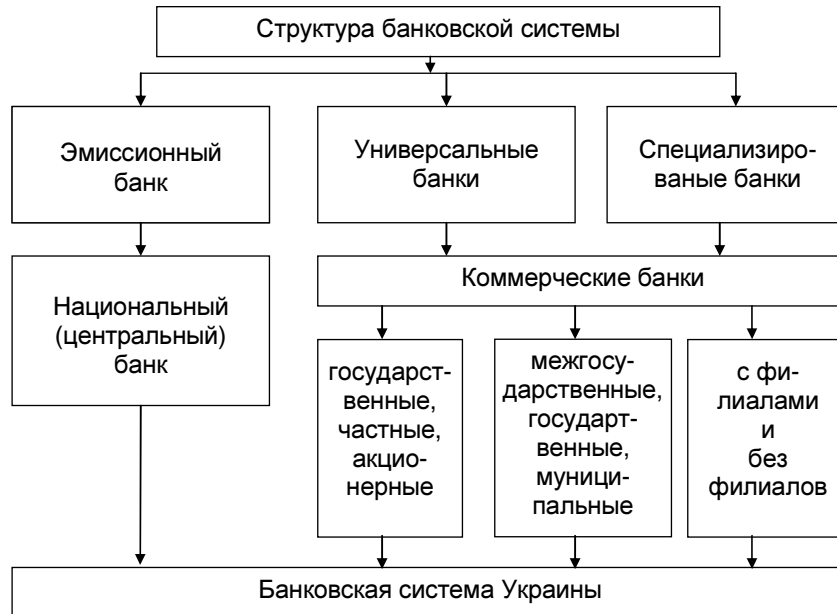 Структура банковской системы
Эмиссионный
банк
Универсальные
банки
Специализиро-
ваные банки
Национальный
(центральный)
банк
Коммерческие банки
государст-
венные,
частные,
акцио-
нерные
межгосу-
дарственные,
государт-
венные,
муници-
пальные
с фи-
лиалами
и
без
филиалов
Банковская система Украины